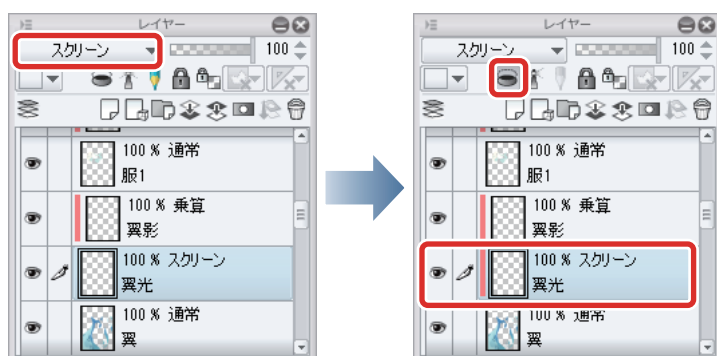 レイヤー
スクリーン 100
100 % 通常
服1
100 % 乗算
翼影
100 % スクリーン
翼光
100 % 通常
翼
レイヤー
スクリーン 100
100 % 通常
服1
100 % 乗算
翼影
100 % スクリーン
翼光
100 % 通常
翼